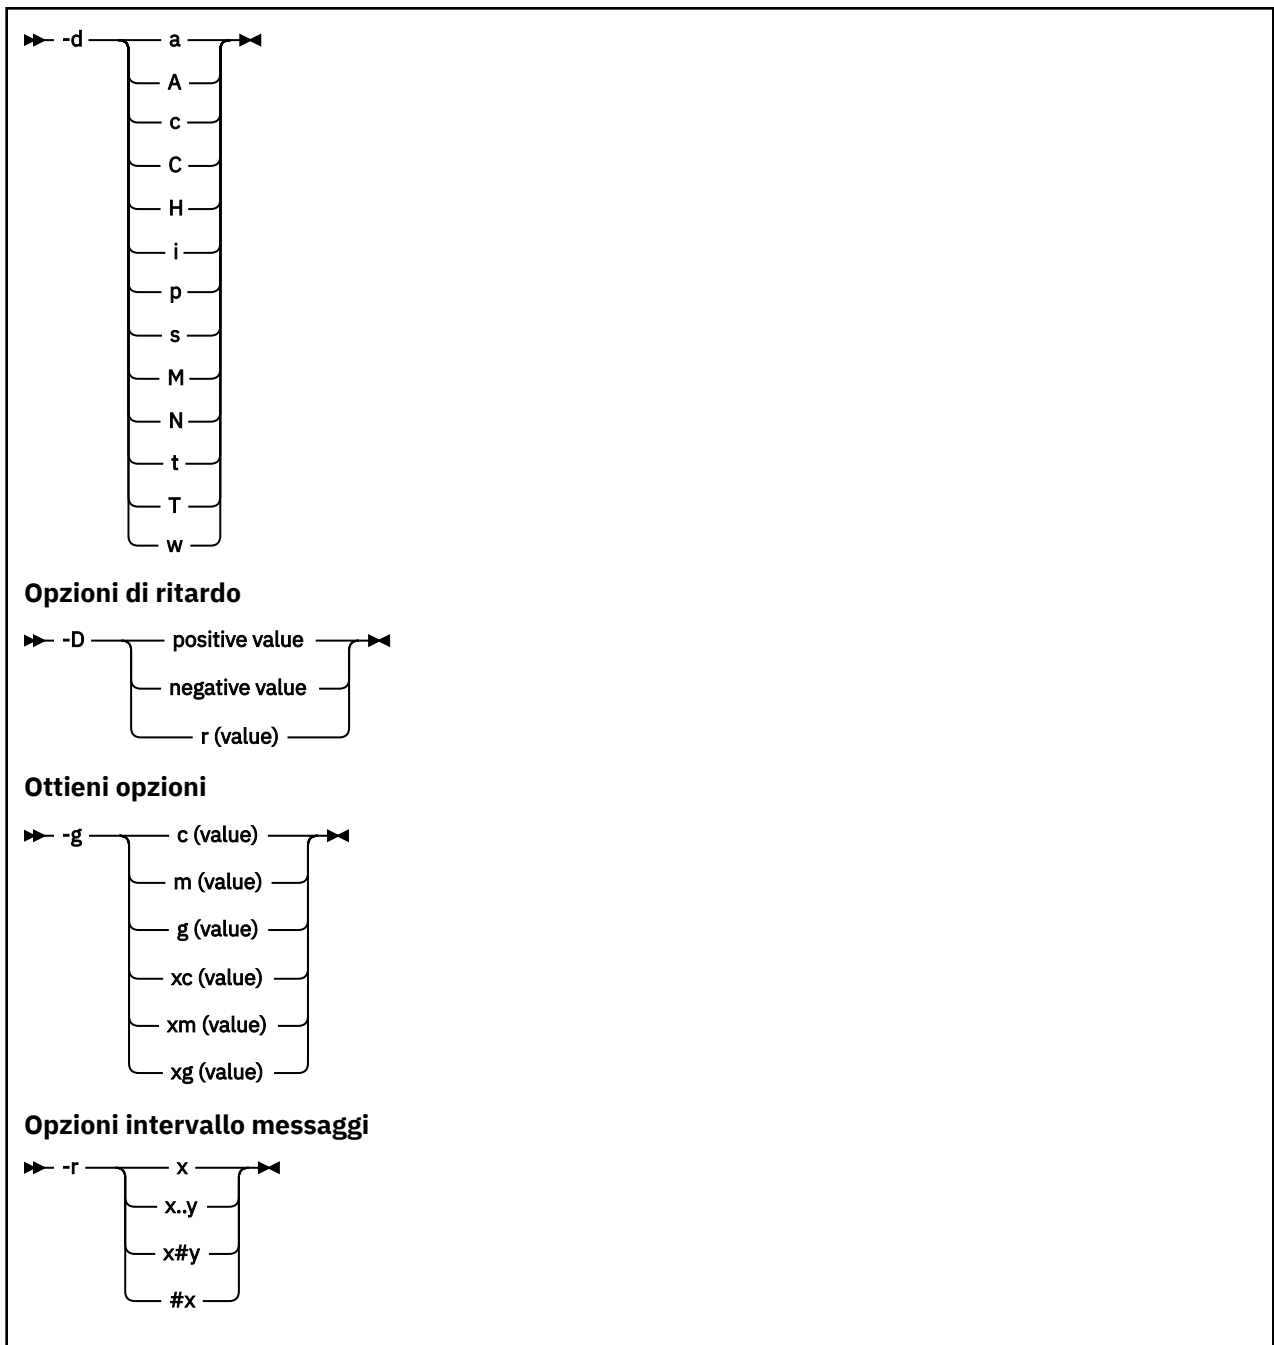 -d a
A
c
C
H
i
p
s
M
N
t
T
w
Opzioni di ritardo
-D positive value
negative value
r (value)
Ottieni opzioni
-g c (value)
m (value)
g (value)
xc (value)
xm (value)
xg (value)
Opzioni intervallo messaggi
-r x
x..y
x#y
#x